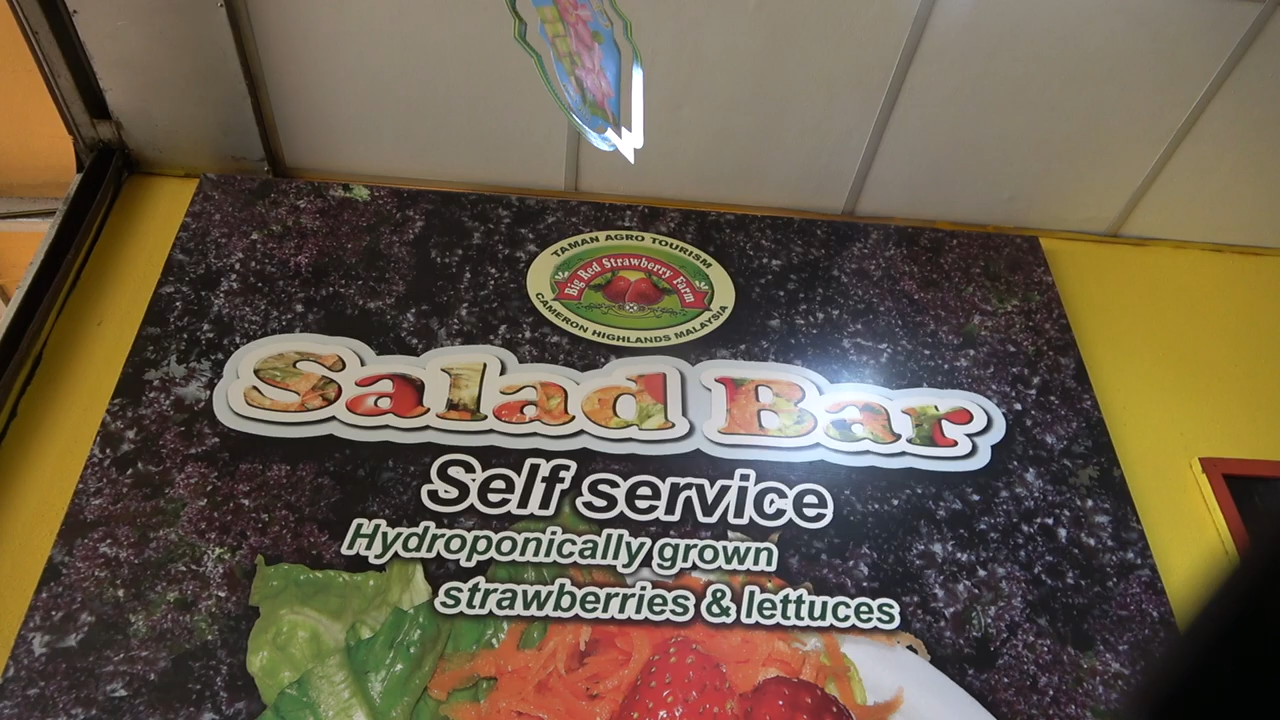 TAMAN AGRO TOURISM
Big Red Strawberry Farm
CAMERON HIGHLANDS MALAYSIA
Salad Bar
Self service
Hydroponically grown
strawberries & lettuces